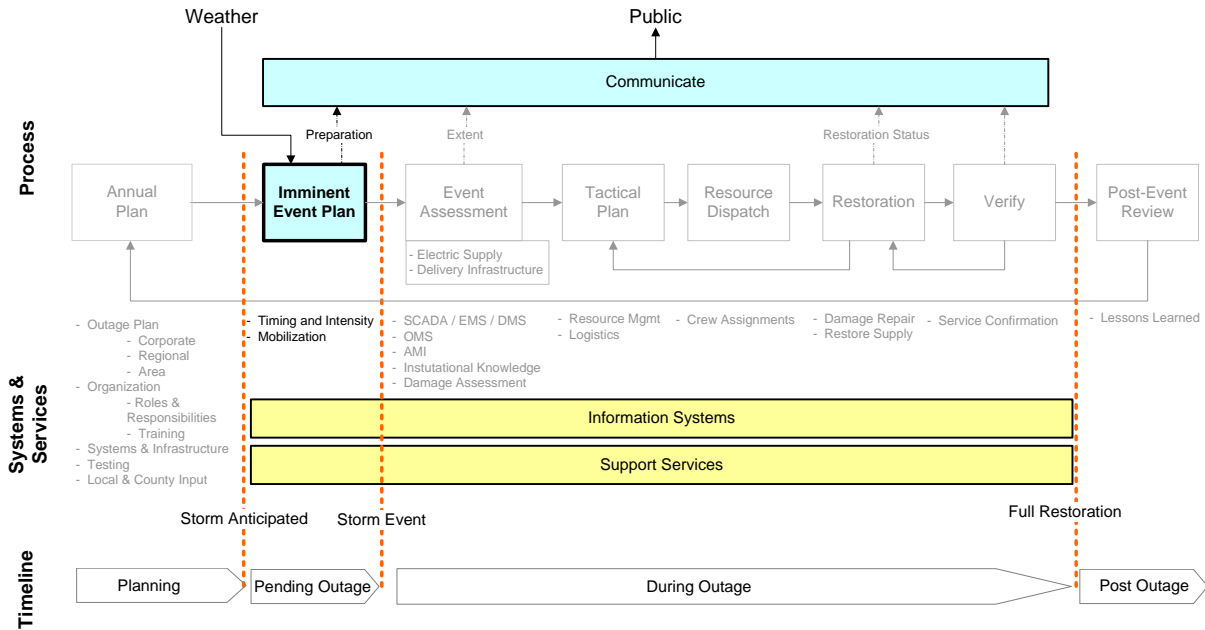 Weather
Public
Communicate
Process
Preparation
Extent
Restoration Status
Annual
Plan
Imminent
Event Plan
Event
Assessment
Tactical
Plan
Resource
Dispatch
Restoration
Verify
Post-Event
Review
- Electric Supply
- Delivery Infrastructure
Systems &
Services
- Outage Plan
- Corporate
- Regional
- Area
- Organization
- Roles &
Responsibilities
- Training
- Systems & Infrastructure
- Testing
- Local & County Input
- Timing and Intensity
- Mobilization
- SCADA / EMS / DMS
- OMS
- AMI
- Instutational Knowledge
- Damage Assessment
- Resource Mgmt
- Logistics
- Crew Assignments
- Damage Repair
- Restore Supply
- Service Confirmation
- Lessons Learned
Information Systems
Support Services
Storm Anticipated
Storm Event
Full Restoration
Timeline
Planning
Pending Outage
During Outage
Post Outage